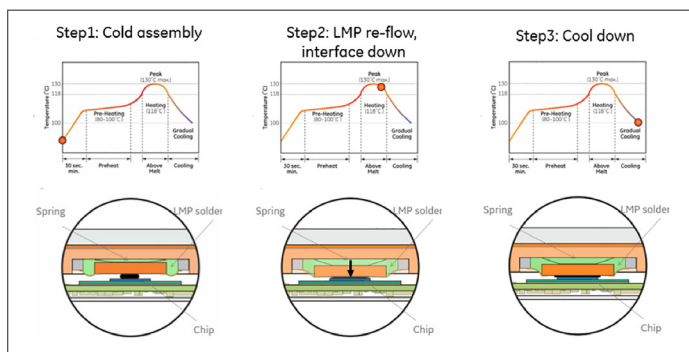 Step1: Cold assembly
Step2: LMP re-flow,
interface down
Step3: Cool down
Temperature (°C)
130
118
100
Peak
(130°C max.)
Pre-Heating
(80-100°C)
Heating
(118°C)
Gradual
Cooling
30 sec.
min.
Preheat
Above
Melt
Cooling
Temperature (°C)
130
118
100
Peak
(130°C max.)
Pre-Heating
(80-100°C)
Heating
(118°C)
Gradual
Cooling
30 sec.
min.
Preheat
Above
Melt
Cooling
Temperature (°C)
130
118
100
Peak
(130°C max.)
Pre-Heating
(80-100°C)
Heating
(118°C)
Gradual
Cooling
30 sec.
min.
Preheat
Above
Melt
Cooling
Spring
LMP solder
Chip
Spring
LMP solder
Chip
Spring
LMP solder
Chip